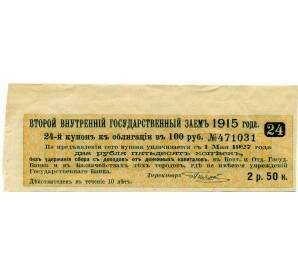 ВТОРОЙ ВНУТРЕННІЙ ГОСУДАРСТВЕННЫЙ ЗАЕМЪ 1915 года.
24-й купонъ къ облигаціи въ 100 руб. №471031
24
По предъявленіи сего купона уплачивается съ 1 Мая 1927 года
два рубля пятьдесятъ копѣекъ,
безъ удержанія сбора съ доходовъ отъ денежныхъ капиталовъ, въ Конт. и Отд. Госуд.
Банка и въ Казначействахъ тѣхъ городовъ, гдѣ не имѣется учрежденій
Государственнаго Банка.
Директоръ
2 р. 50 к.
Дѣйствителенъ въ теченіе 10 лѣтъ.